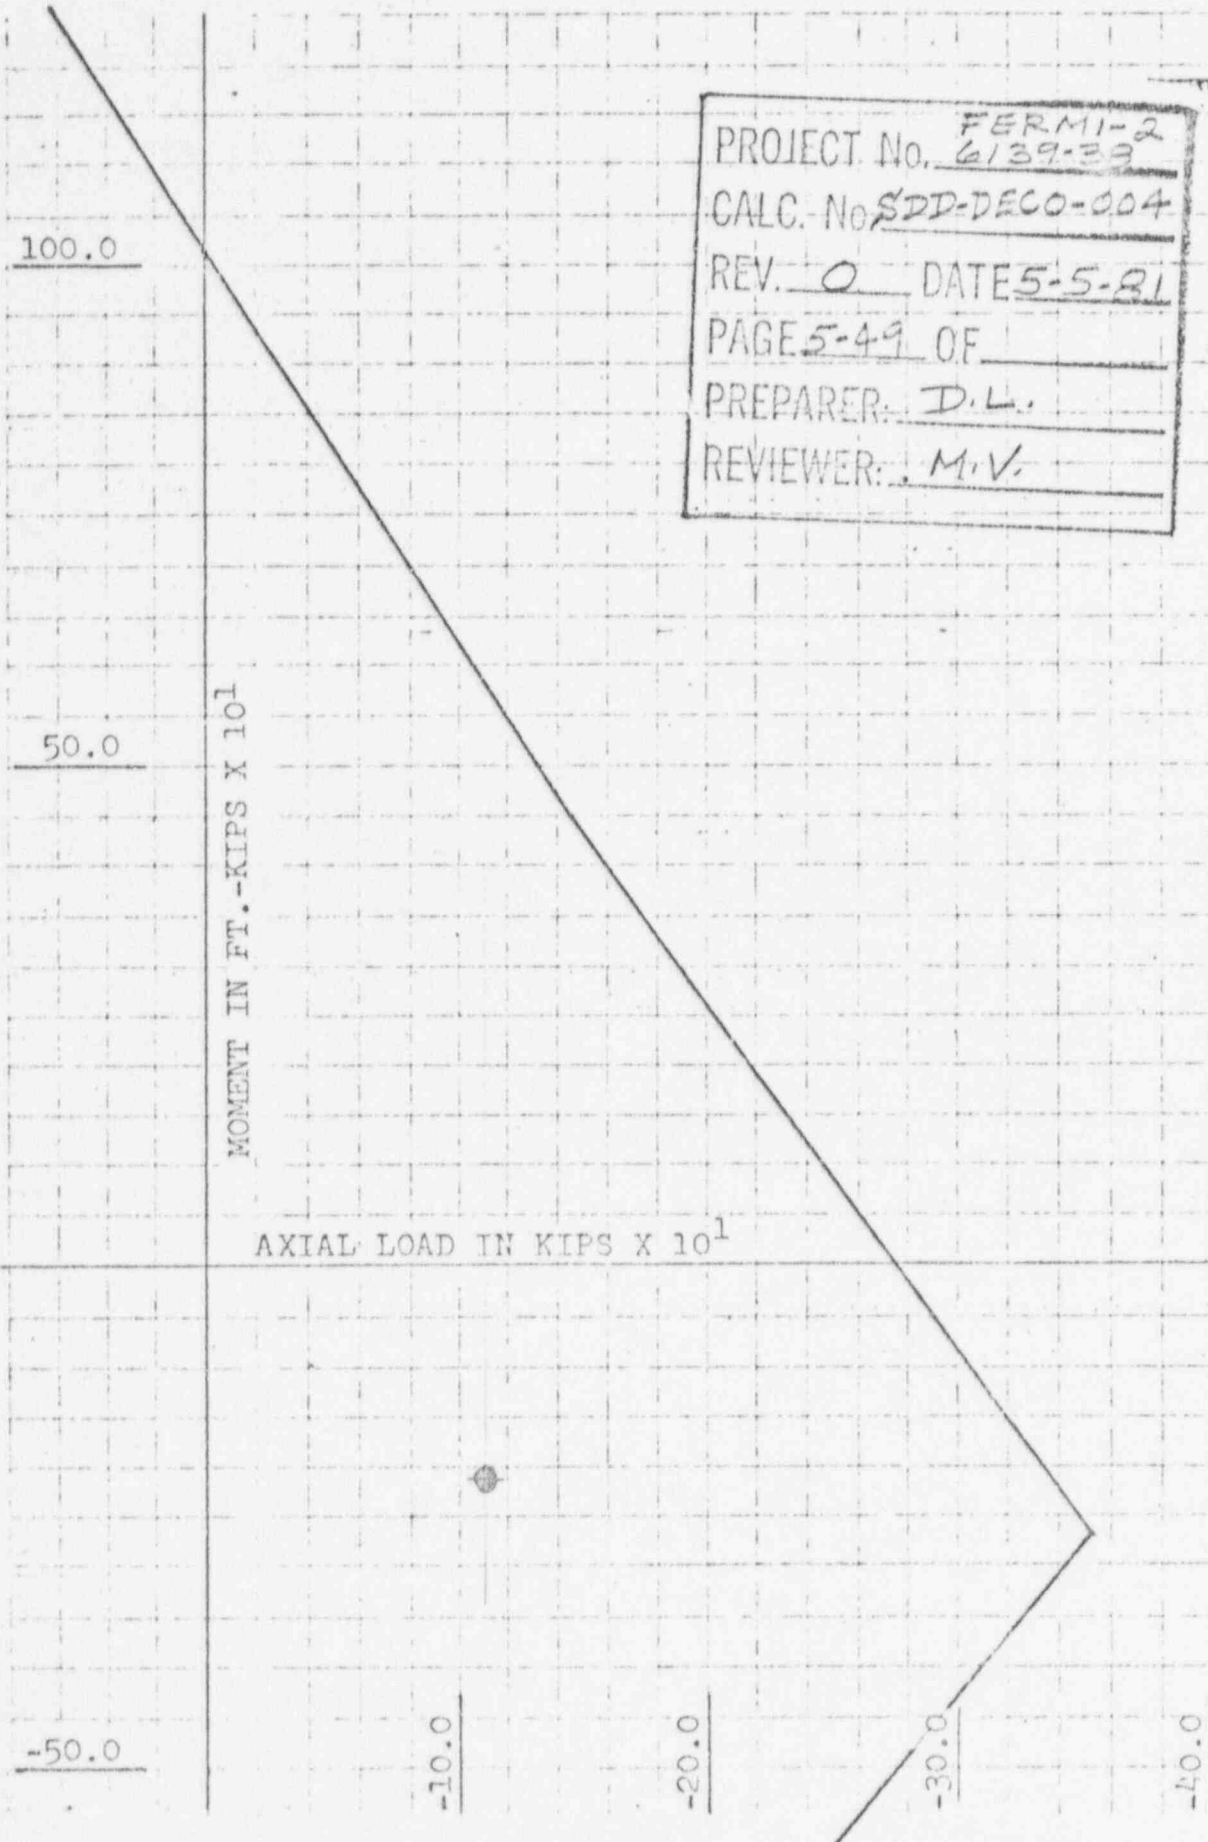 FERMI-2
PROJECT No. 6139-38
CALC. No. SDD-DECO-004
REV. 0 DATE 5-5-81
PAGE 5-49 OF
PREPARER: D.L.
REVIEWER: M.V.
100.0
50.0
MOMENT IN FT.-KIPS X 10¹
AXIAL LOAD IN KIPS X 10¹
-50.0
-10.0
-20.0
-30.0
-40.0